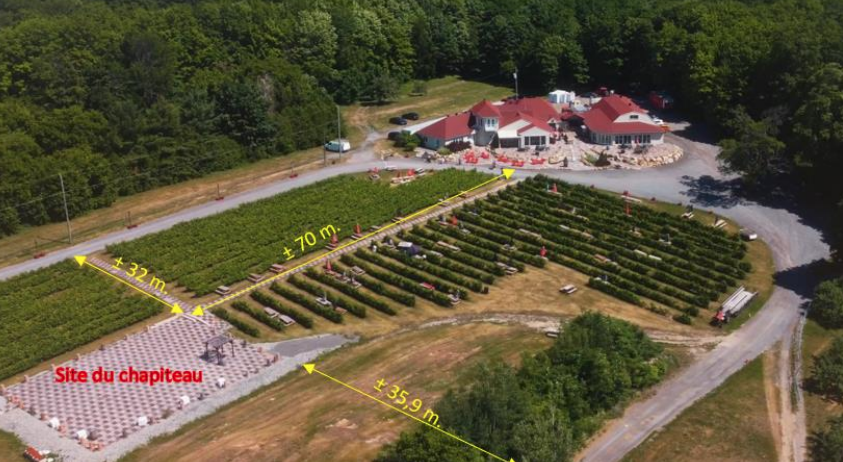 ± 70 m.
± 32 m.
Site du chapiteau
± 35,9 m.